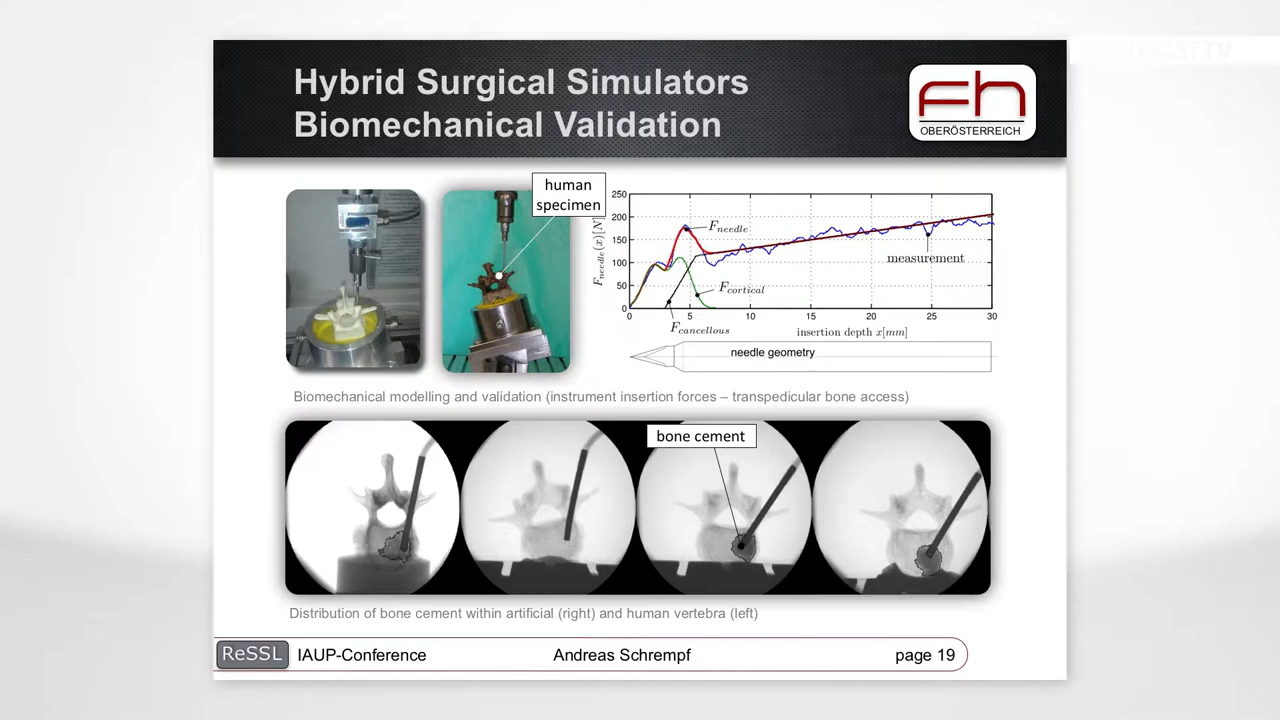 Hybrid Surgical Simulators
Biomechanical Validation
Fh
OBERÖSTERREICH
human
specimen
250
200
150
100
50
0
F_needle(x)[N]
F_needle
measurement
F_cortical
F_cancellous
0 5 10 15 20 25 30
insertion depth x[mm]
needle geometry
Biomechanical modelling and validation (instrument insertion forces – transpedicular bone access)
bone cement
Distribution of bone cement within artificial (right) and human vertebra (left)
ReSSL IAUP-Conference Andreas Schrempf page 19